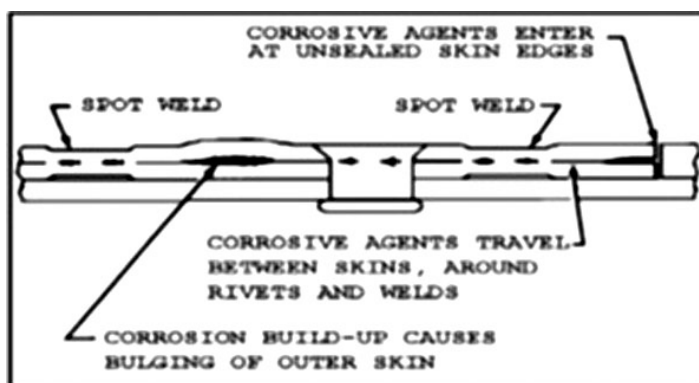 CORROSIVE AGENTS ENTER
AT UNSEALED SKIN EDGES
SPOT WELD
SPOT WELD
CORROSIVE AGENTS TRAVEL
BETWEEN SKINS, AROUND
RIVETS AND WELDS
CORROSION BUILD-UP CAUSES
BULGING OF OUTER SKIN